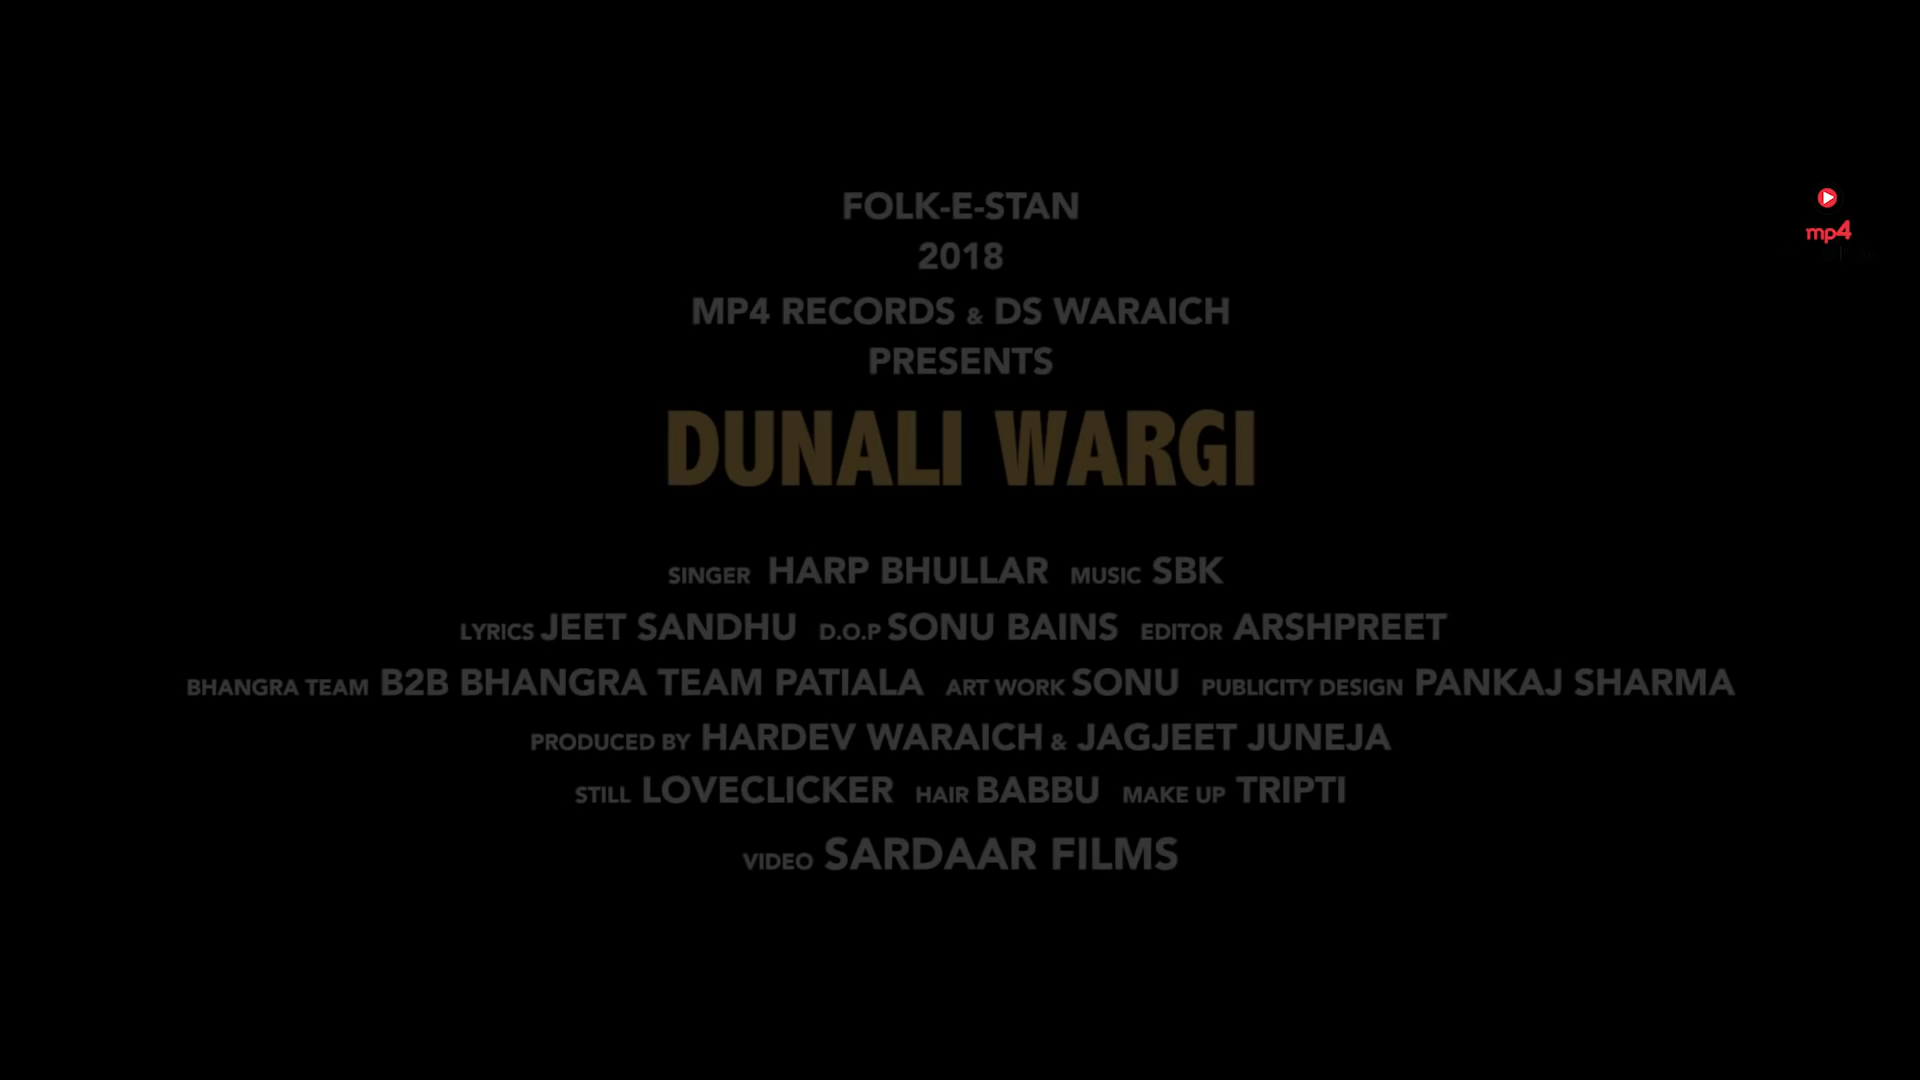 FOLK-E-STAN
2018
MP4 RECORDS & DS WARAICH
PRESENTS
DUNALI WARGI
SINGER HARP BHULLAR MUSIC SBK
LYRICS JEET SANDHU D.O.P SONU BAINS EDITOR ARSHPREET
BHANGRA TEAM B2B BHANGRA TEAM PATIALA ART WORK SONU PUBLICITY DESIGN PANKAJ SHARMA
PRODUCED BY HARDEV WARAICH & JAGJEET JUNEJA
STILL LOVECLICKER HAIR BABBU MAKE UP TRIPTI
VIDEO SARDAAR FILMS
mp4